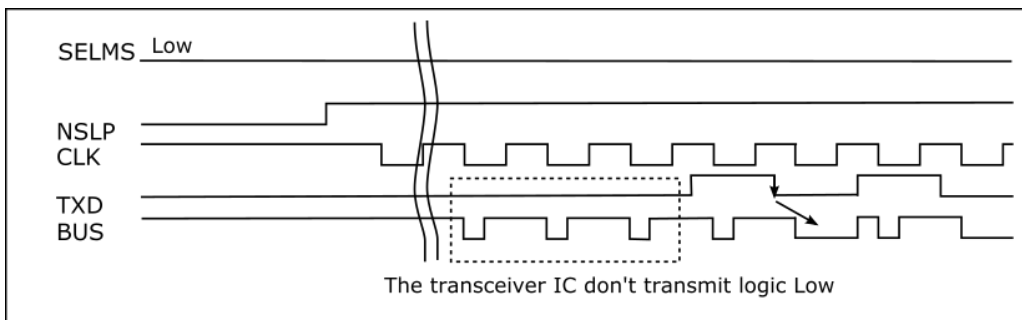 SELMS Low
NSLP
CLK
TXD
BUS
The transceiver IC don't transmit logic Low